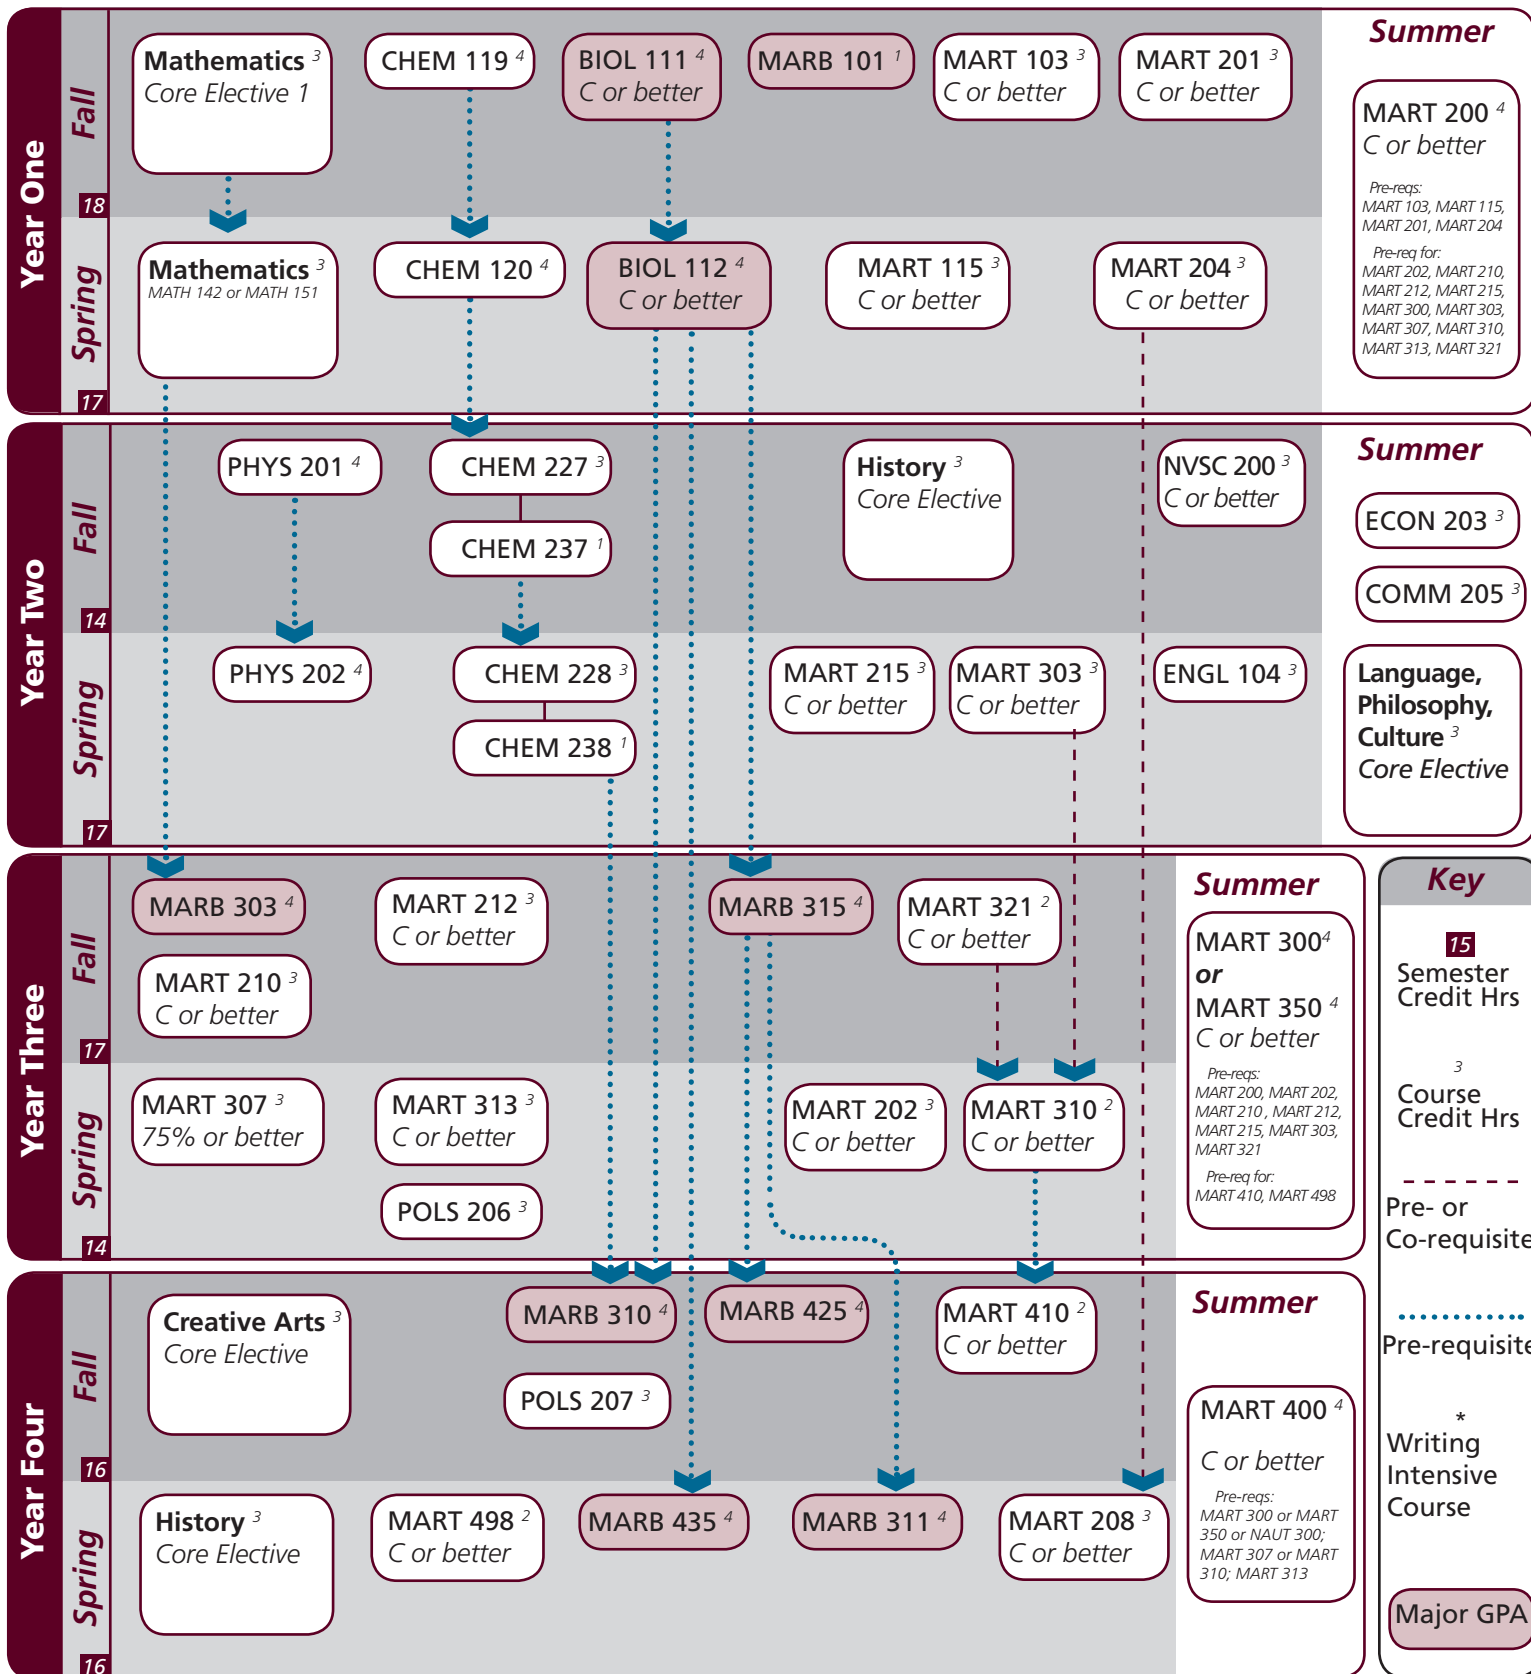 Year One
Fall
18
Mathematics 3
Core Elective 1
CHEM 119 4
BIOL 111 4
C or better
MARB 101 1
MART 103 3
C or better
MART 201 3
C or better
Spring
17
Mathematics 3
MATH 142 or MATH 151
CHEM 120 4
BIOL 112 4
C or better
MART 115 3
C or better
MART 204 3
C or better
Summer
MART 200 4
C or better
Pre-reqs:
MART 103, MART 115,
MART 201, MART 204
Pre-req for:
MART 202, MART 210,
MART 212, MART 215,
MART 300, MART 303,
MART 307, MART 310,
MART 313, MART 321
Year Two
Fall
14
PHYS 201 4
CHEM 227 3
CHEM 237 1
History 3
Core Elective
NVSC 200 3
C or better
Spring
17
PHYS 202 4
CHEM 228 3
CHEM 238 1
MART 215 3
C or better
MART 303 3
C or better
ENGL 104 3
Summer
ECON 203 3
COMM 205 3
Language,
Philosophy,
Culture 3
Core Elective
Year Three
Fall
17
MARB 303 4
MART 210 3
C or better
MART 212 3
C or better
MARB 315 4
MART 321 2
C or better
Spring
14
MART 307 3
75% or better
MART 313 3
C or better
POLS 206 3
MART 202 3
C or better
MART 310 2
C or better
Summer
MART 300 4
or
MART 350 4
C or better
Pre-reqs:
MART 200, MART 202,
MART 210 , MART 212,
MART 215, MART 303,
MART 321
Pre-req for:
MART 410, MART 498
Year Four
Fall
16
Creative Arts 3
Core Elective
MARB 310 4
POLS 207 3
MARB 425 4
MART 410 2
C or better
Spring
16
History 3
Core Elective
MART 498 2
C or better
MARB 435 4
MARB 311 4
MART 208 3
C or better
Summer
MART 400 4
C or better
Pre-reqs:
MART 300 or MART
350 or NAUT 300;
MART 307 or MART
310; MART 313
Key
15
Semester
Credit Hrs
3
Course
Credit Hrs
Pre- or
Co-requisite
Pre-requisite
*
Writing
Intensive
Course
Major GPA